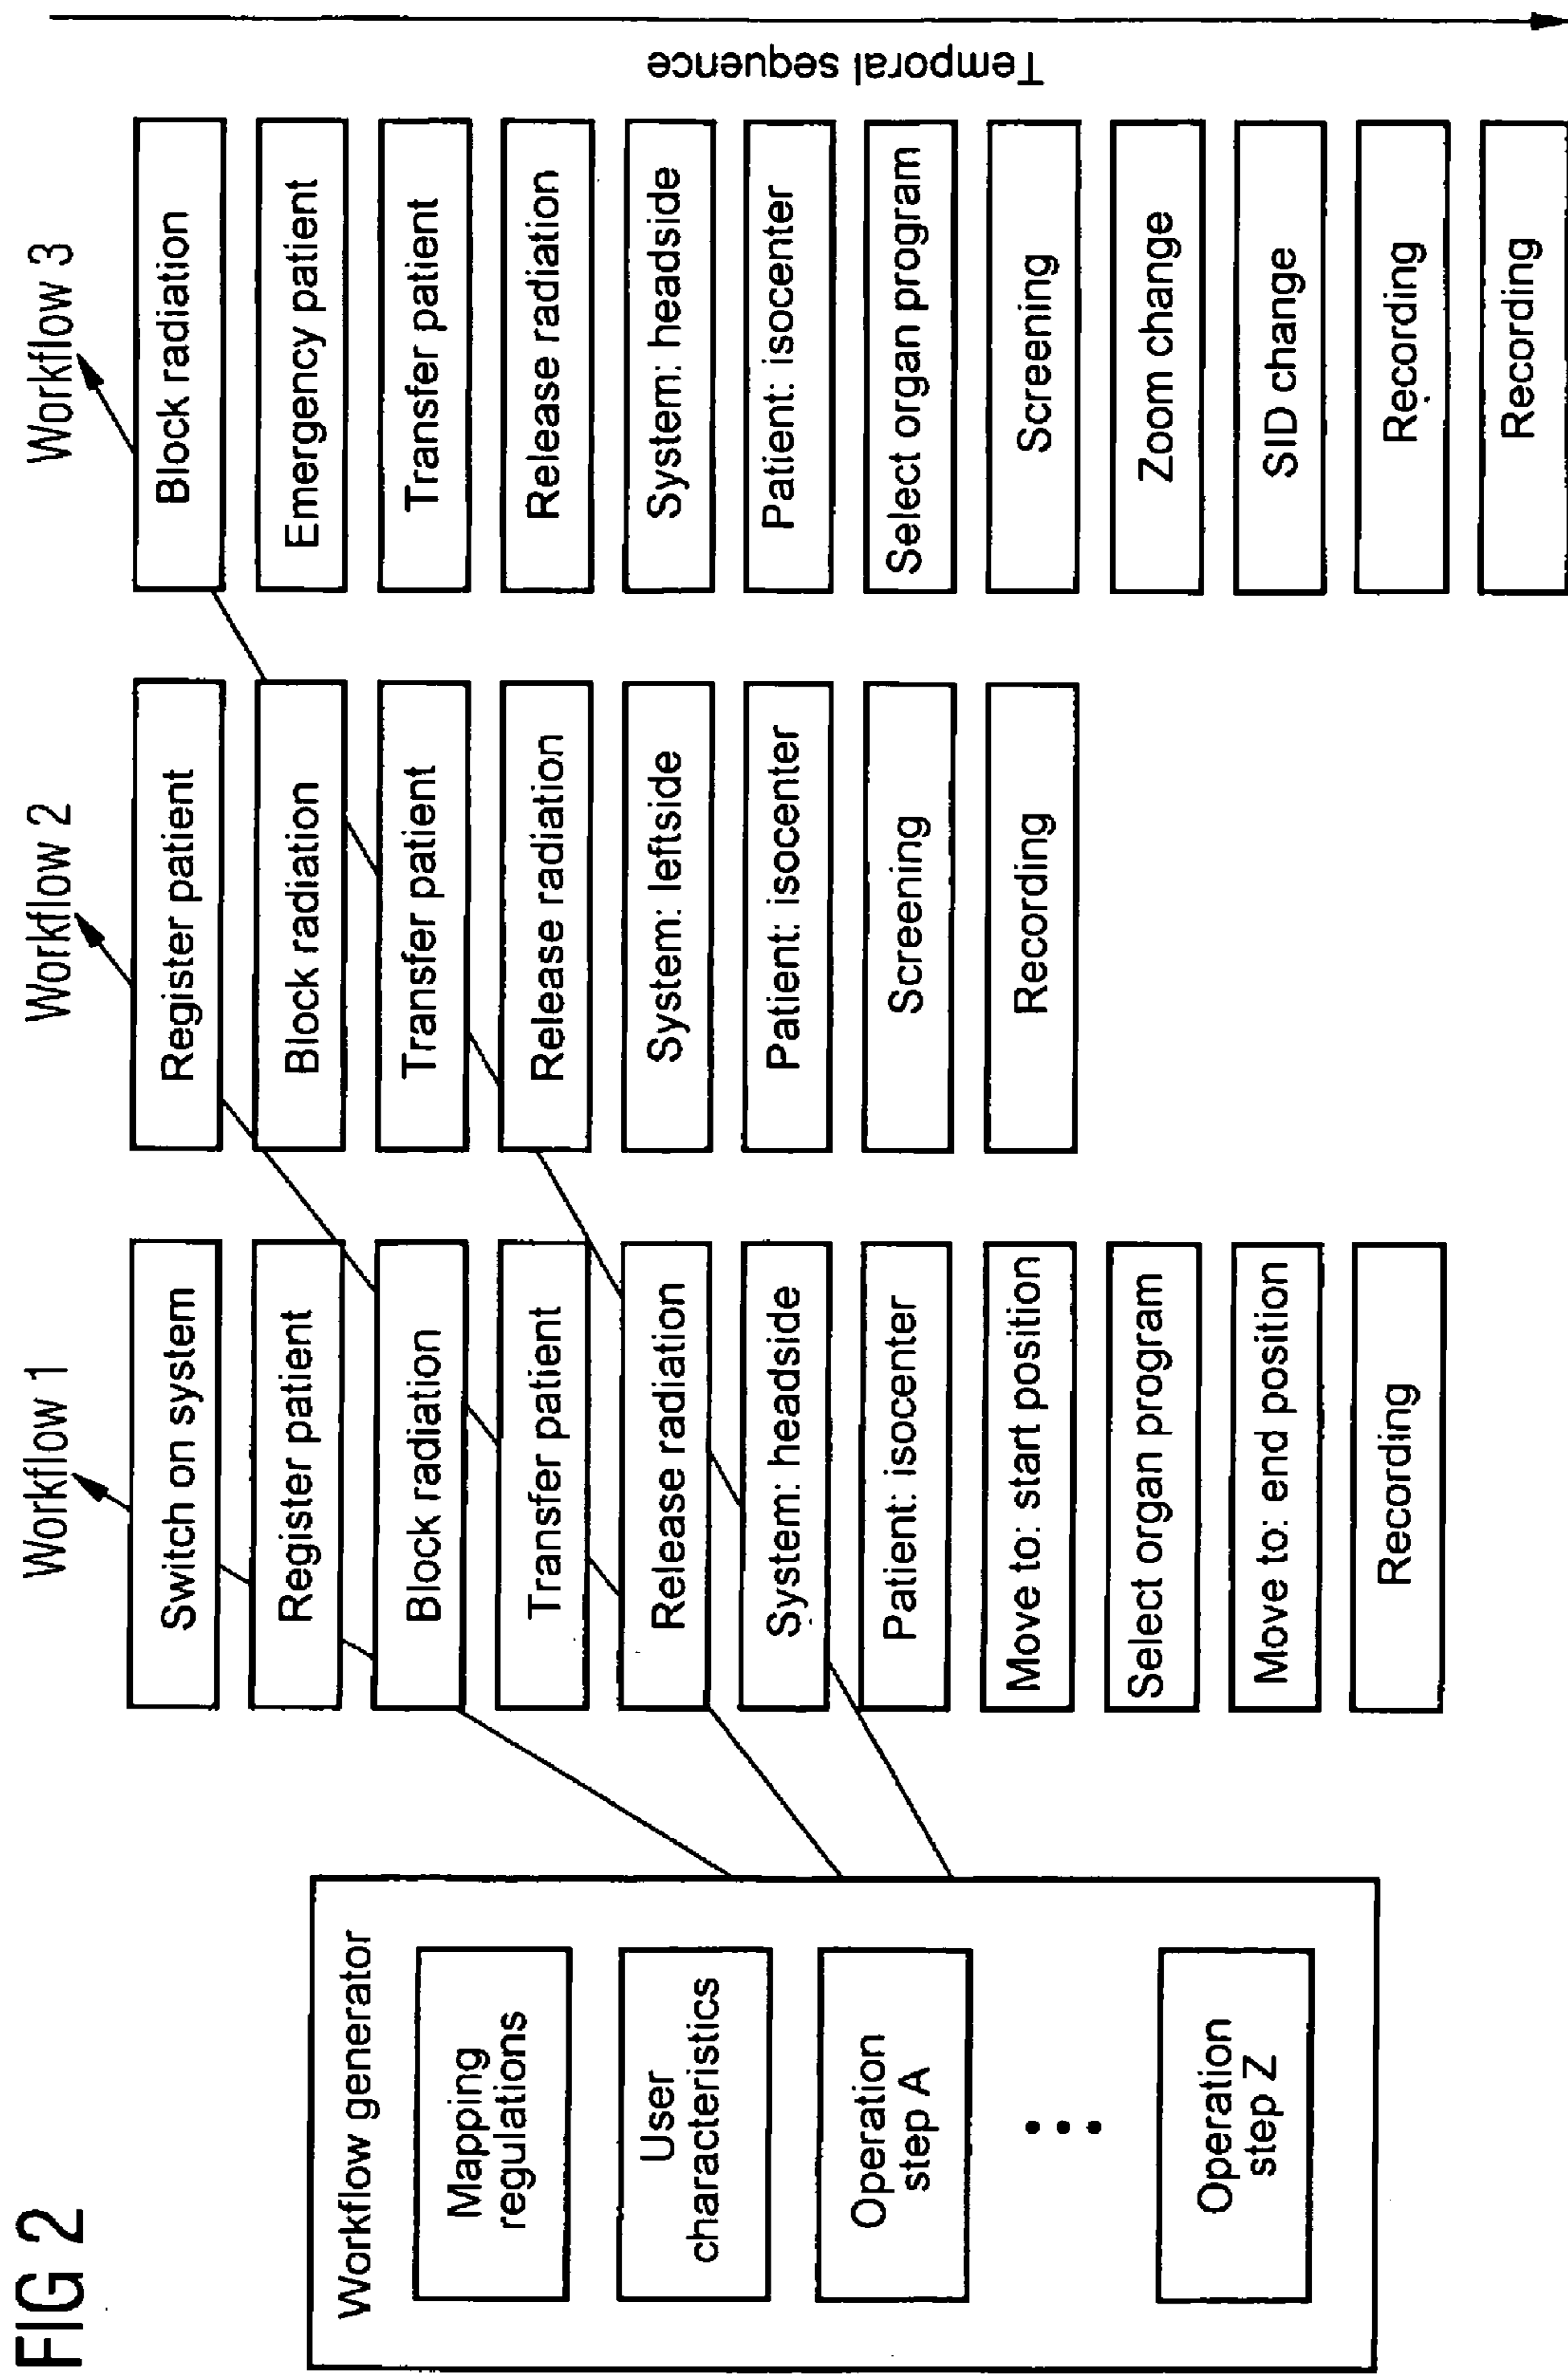 FIG 2
Workflow generator
Mapping
regulations
User
characteristics
Operation
step A
Operation
step Z
Workflow 1
Switch on system
Register patient
Block radiation
Transfer patient
Release radiation
System: headside
Patient: isocenter
Move to: start position
Select organ program
Move to: end position
Recording
Workflow 2
Register patient
Block radiation
Transfer patient
Release radiation
System: leftside
Patient: isocenter
Screening
Recording
Workflow 3
Block radiation
Emergency patient
Transfer patient
Release radiation
System: headside
Patient: isocenter
Select organ program
Screening
Zoom change
SID change
Recording
Recording
Temporal sequence